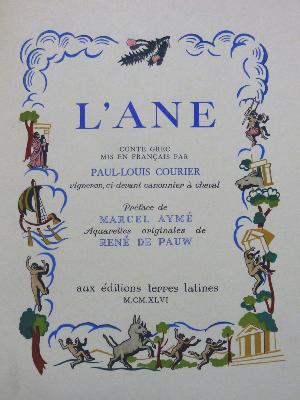 L'ANE
CONTE GREC
MIS EN FRANÇAIS PAR
PAUL-LOUIS COURIER
vigneron, ci-devant canonnier à cheval
Préface de
MARCEL AYMÉ
Aquarelles originales de
RENÉ DE PAUW
aux éditions terres latines
M.CM.XLVI